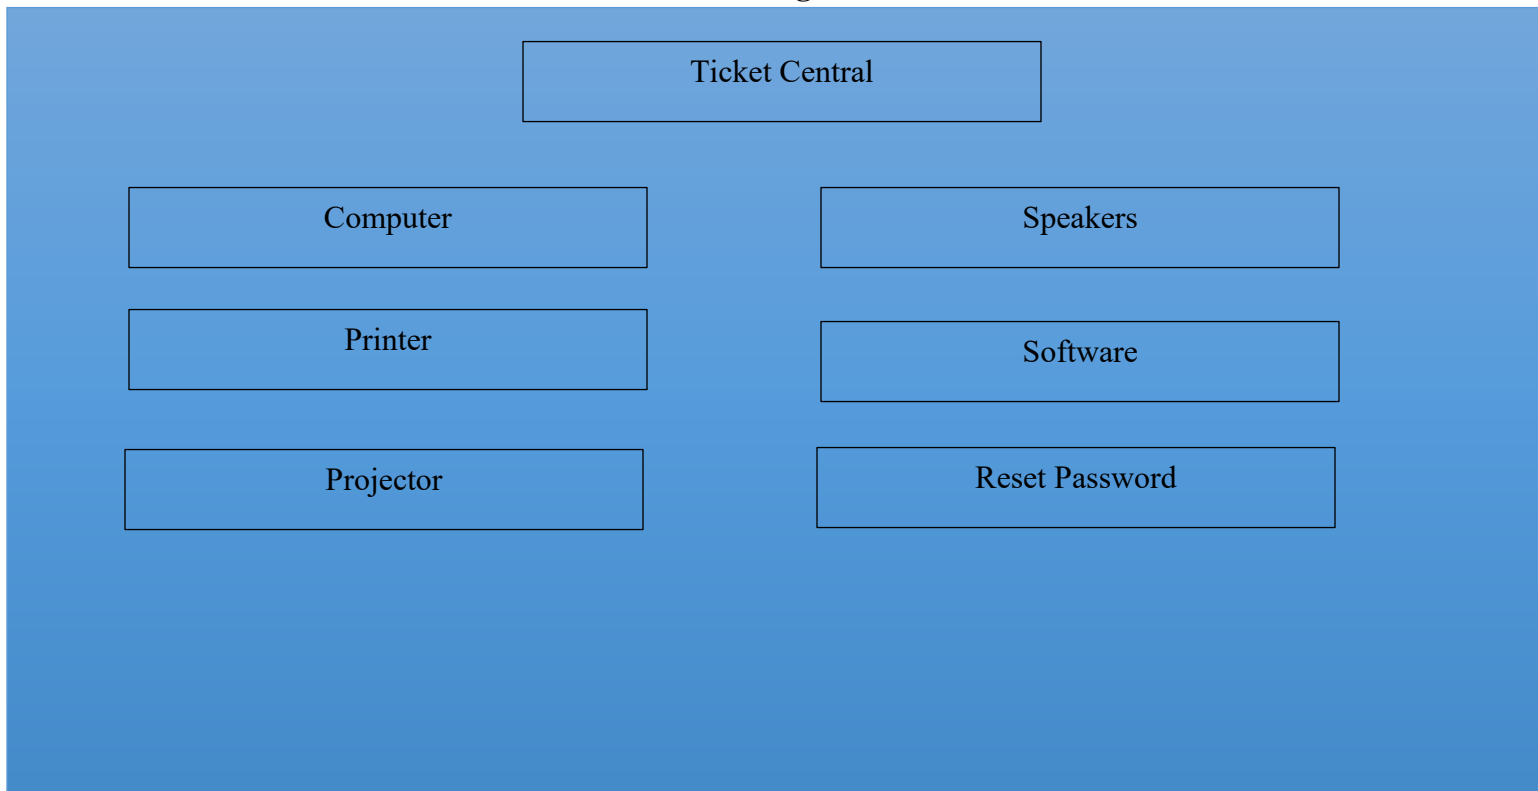 Ticket Central
Computer
Speakers
Printer
Software
Projector
Reset Password